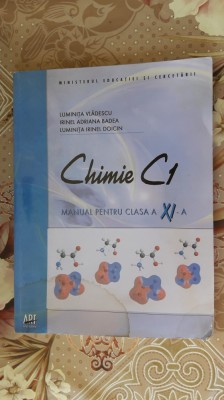 MINISTERUL EDUCAȚIEI ȘI CERCETĂRII
LUMINIȚA VLĂDESCU
IRINEL ADRIANA BADEA
LUMINIȚA IRINEL DOICIN
Chimie C1
MANUAL PENTRU CLASA A XI-A
ART